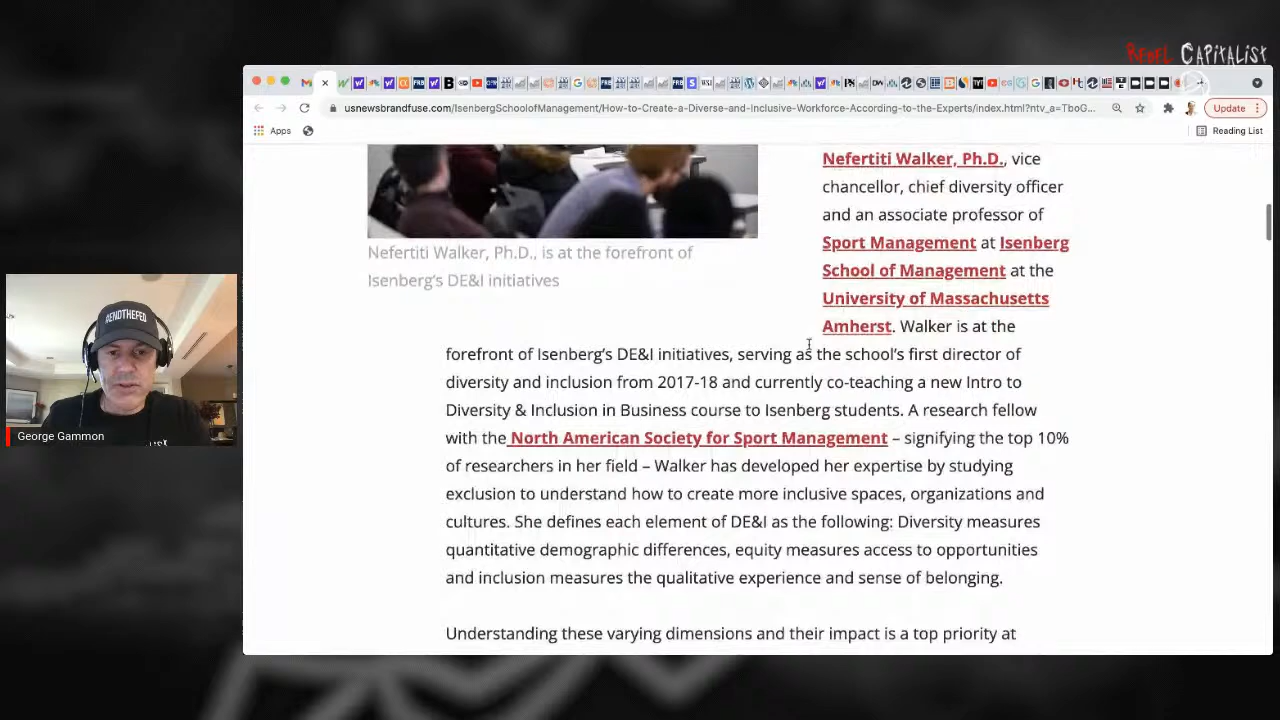 REBEL CAPITALIST
usnewsbrandfuse.com/IsenbergSchoolofManagement/How-to-Create-a-Diverse-and-Inclusive-Workforce-According-to-the-Experts/index.html?ntv_a=TboG...
Update
Apps
Reading List
Nefertiti Walker, Ph.D., is at the forefront of
Isenberg’s DE&I initiatives
Nefertiti Walker, Ph.D., vice
chancellor, chief diversity officer
and an associate professor of
Sport Management at Isenberg
School of Management at the
University of Massachusetts
Amherst. Walker is at the
forefront of Isenberg’s DE&I initiatives, serving as the school’s first director of
diversity and inclusion from 2017-18 and currently co-teaching a new Intro to
Diversity & Inclusion in Business course to Isenberg students. A research fellow
with the North American Society for Sport Management – signifying the top 10%
of researchers in her field – Walker has developed her expertise by studying
exclusion to understand how to create more inclusive spaces, organizations and
cultures. She defines each element of DE&I as the following: Diversity measures
quantitative demographic differences, equity measures access to opportunities
and inclusion measures the qualitative experience and sense of belonging.
Understanding these varying dimensions and their impact is a top priority at
#ENDTHEFED
George Gammon